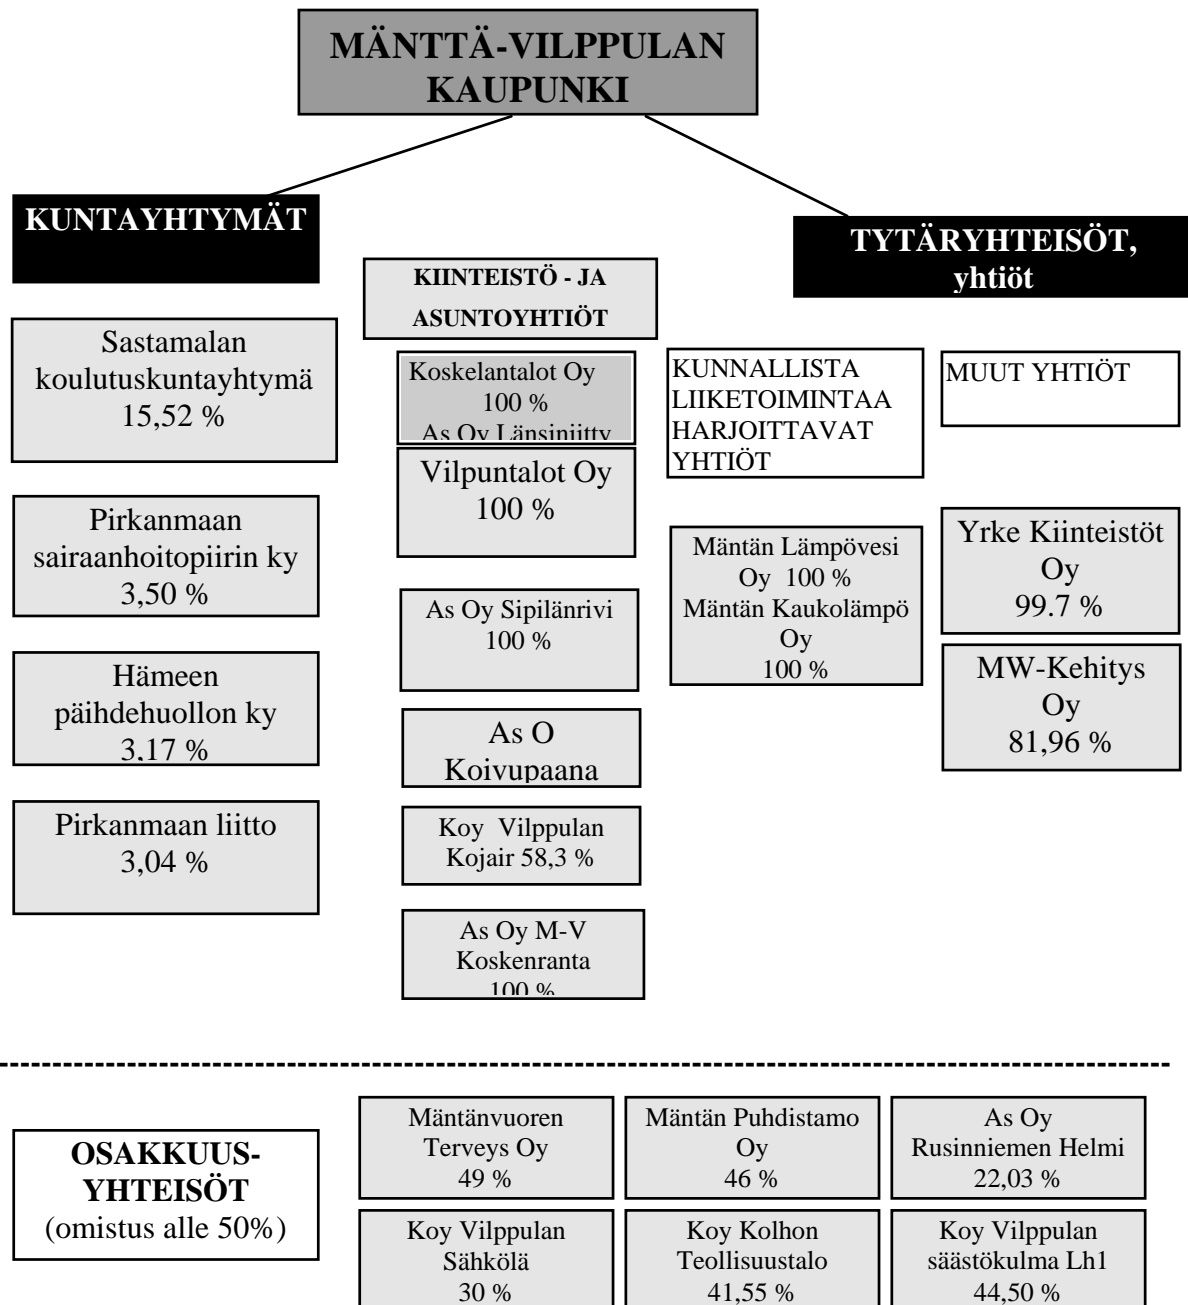 MÄNTTÄ-VILPPULAN
KAUPUNKI
KUNTAYHTYMÄT
Sastamalan
koulutuskuntayhtymä
15,52 %
Pirkanmaan
sairaanhoitopiirin ky
3,50 %
Hämeen
päihdehuollon ky
3,17 %
Pirkanmaan liitto
3,04 %
TYTÄRYHTEISÖT,
yhtiöt
KIINTEISTÖ - JA
ASUNTOYHTIÖT
Koskelantalot Oy
100 %
As Oy Länsiniitty
Vilpuntalot Oy
100 %
As Oy Sipilänrivi
100 %
As O
Koivupaana
Koy Vilppulan
Kojair 58,3 %
As Oy M-V
Koskenranta
100 %
KUNNALLISTA
LIIKETOIMINTAA
HARJOITTAVAT
YHTIÖT
Mäntän Lämpövesi
Oy 100 %
Mäntän Kaukolämpö
Oy
100 %
MUUT YHTIÖT
Yrke Kiinteistöt
Oy
99.7 %
MW-Kehitys
Oy
81,96 %
OSAKKUUS-
YHTEISÖT
(omistus alle 50%)
Mäntänvuoren
Terveys Oy
49 %
Mäntän Puhdistamo
Oy
46 %
As Oy
Rusinniemen Helmi
22,03 %
Koy Vilppulan
Sähkölä
30 %
Koy Kolhon
Teollisuustalo
41,55 %
Koy Vilppulan
säästökulma Lh1
44,50 %